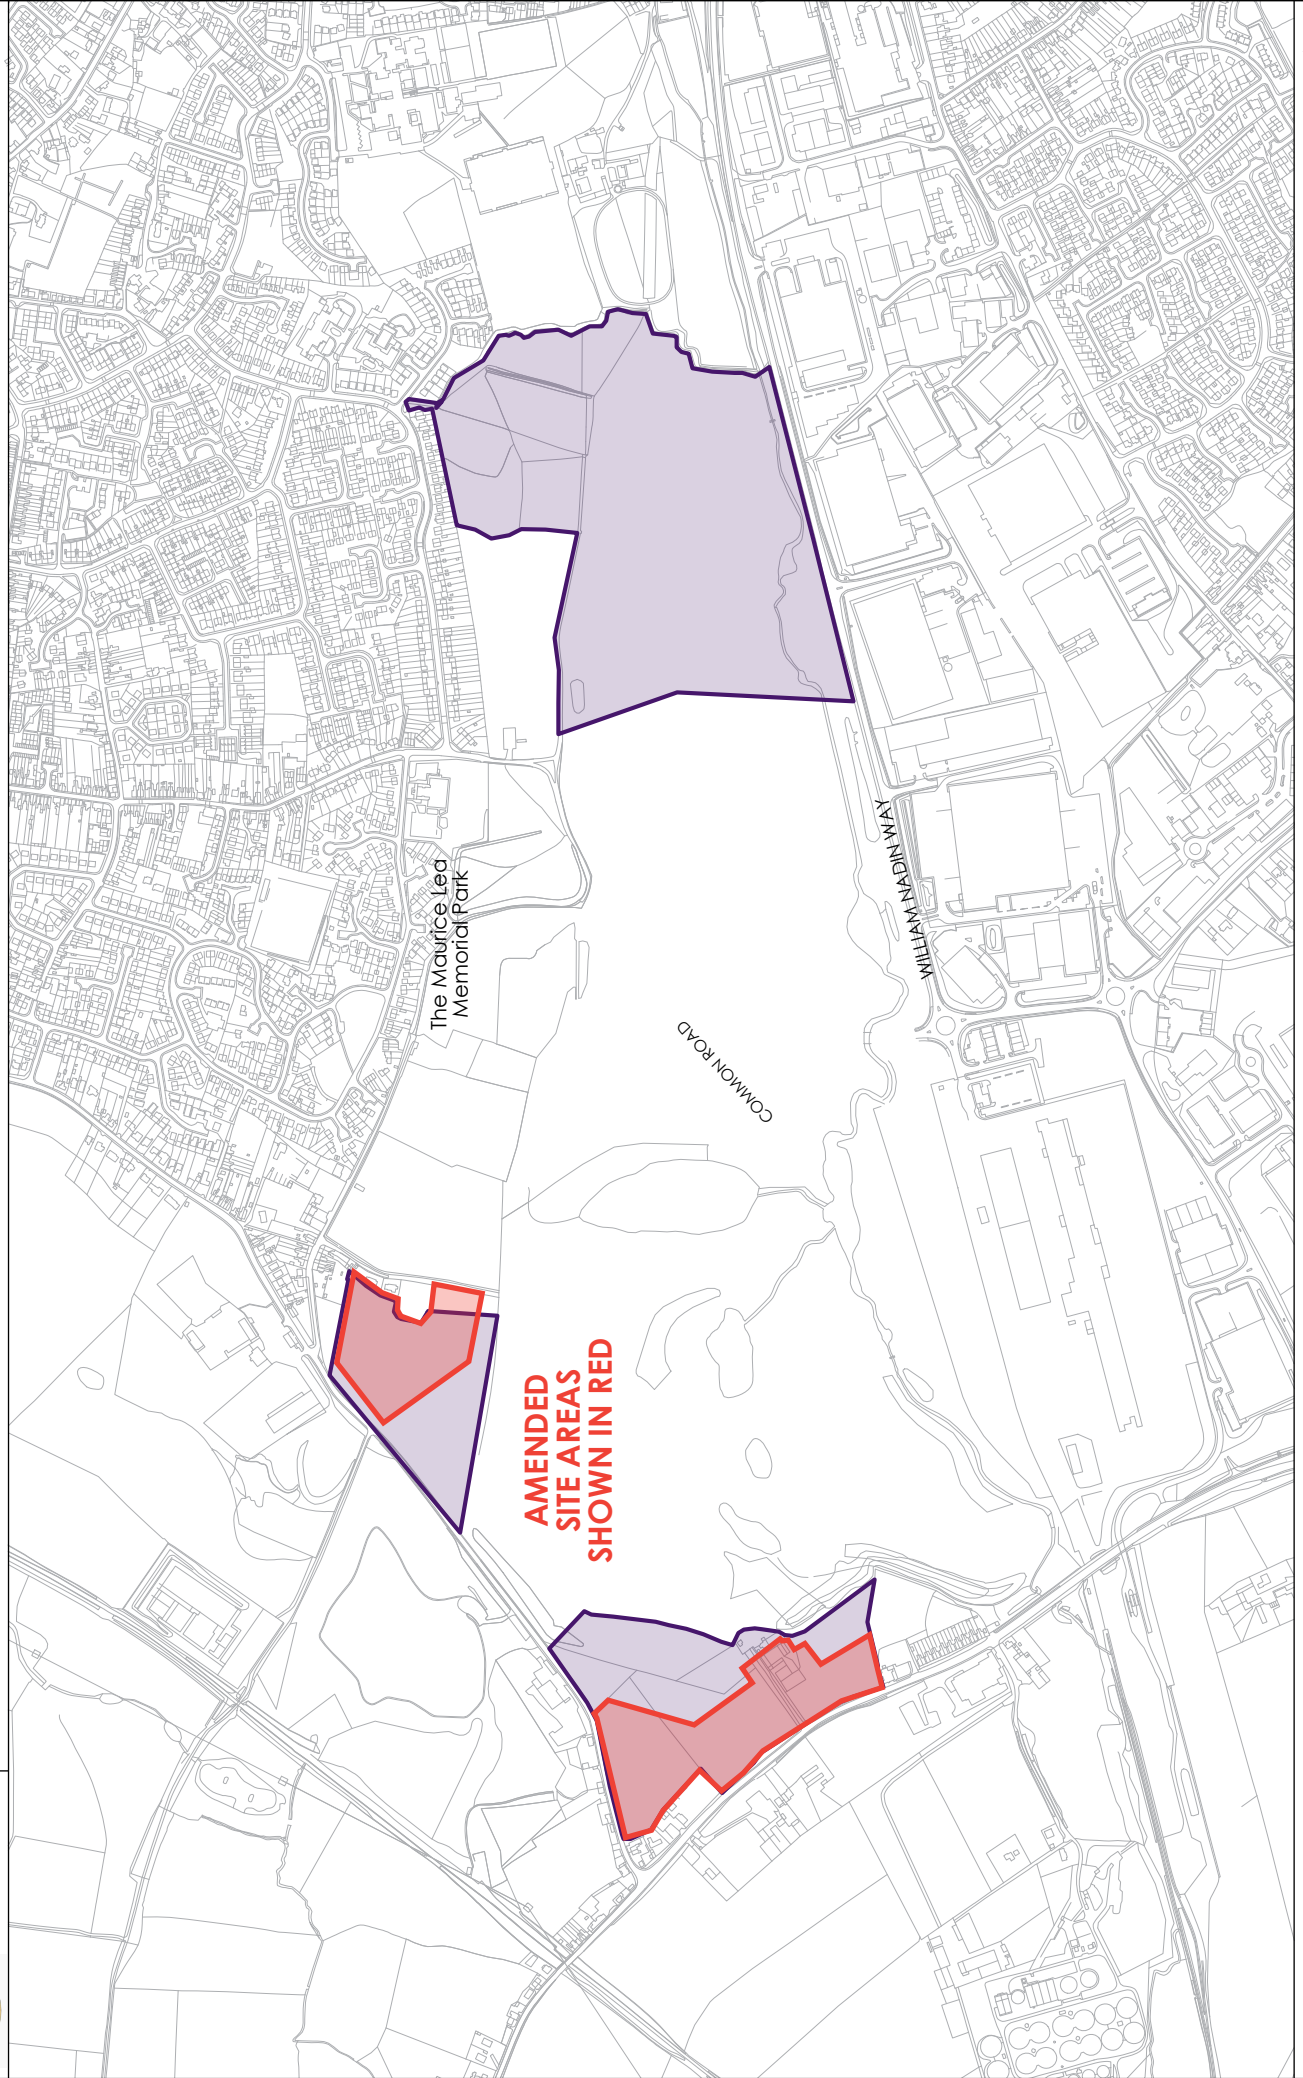 The Maurice Lea
Memorial Park
WILLIAM NADIN WAY
COMMON ROAD
AMENDED
SITE AREAS
SHOWN IN RED